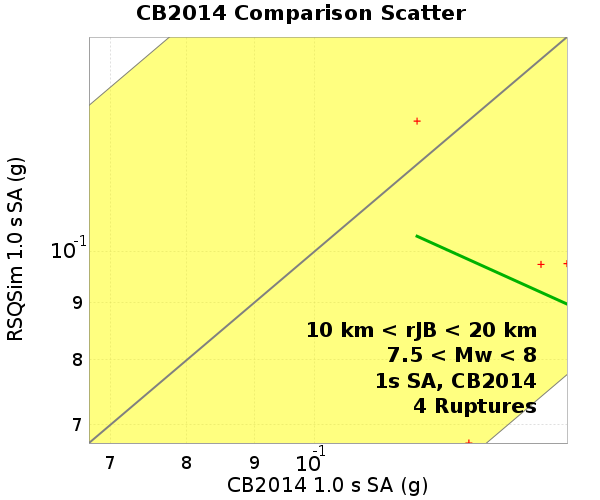 CB2014 Comparison Scatter
RSQSim 1.0 s SA (g)
10-1
9
8
7
10 km < rJB < 20 km
7.5 < Mw < 8
1s SA, CB2014
4 Ruptures
7 8 9 10-1
CB2014 1.0 s SA (g)